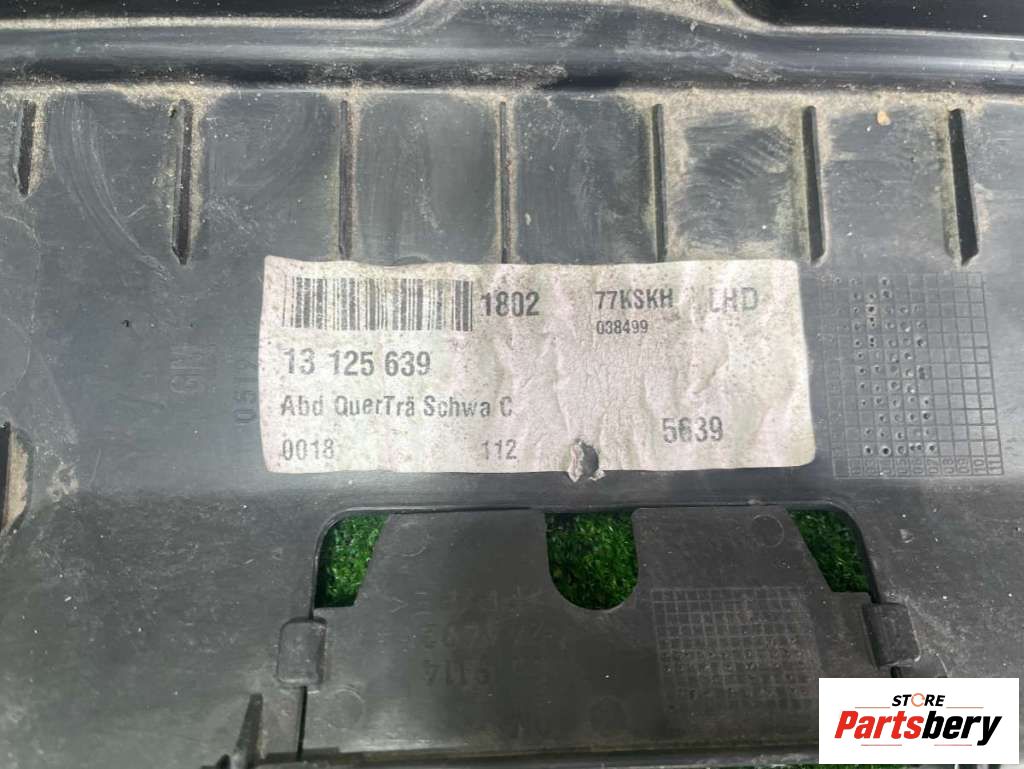 1802 77KSKH LHD
038499
13 125 639
Abd QuerTrä Schwa C
5639
0018 112
STORE
Partsbery